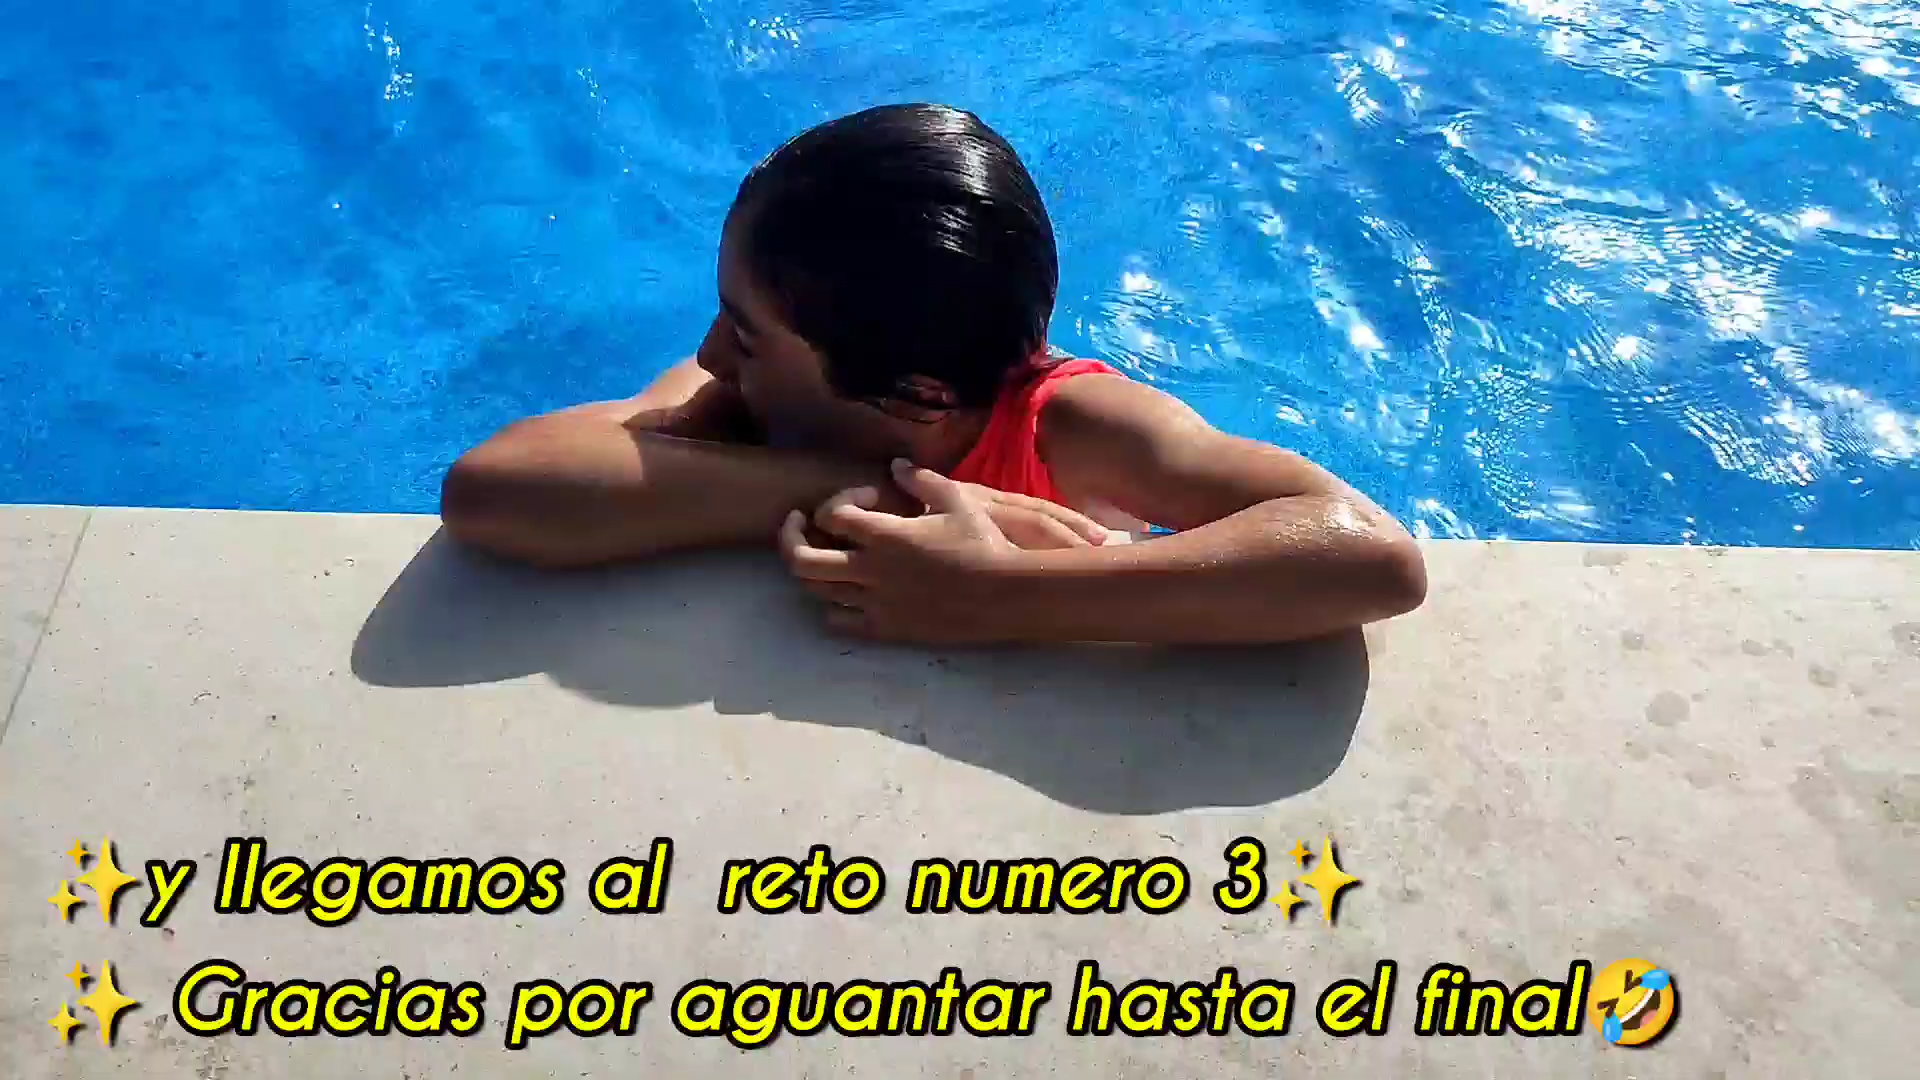 ✨y llegamos al  reto numero 3✨
✨ Gracias por aguantar hasta el final🤣